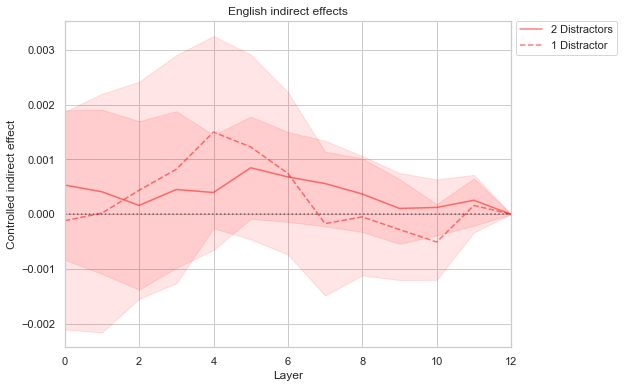 English indirect effects
2 Distractors
1 Distractor
Controlled indirect effect
0.003
0.002
0.001
0.000
−0.001
−0.002
0 2 4 6 8 10 12
Layer